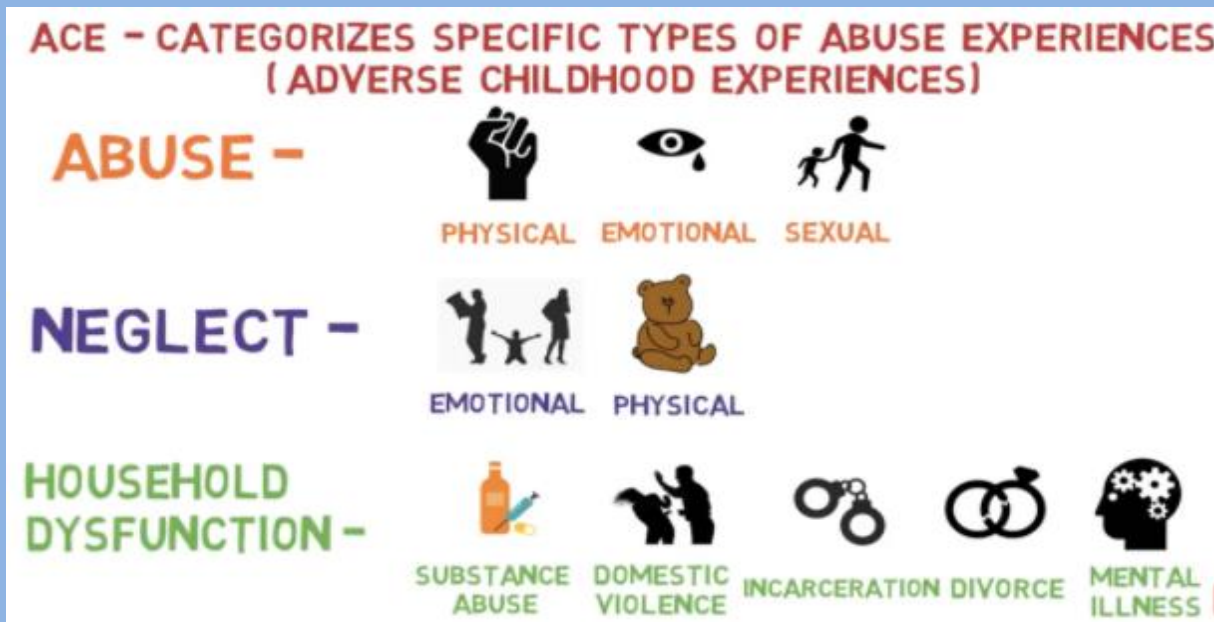 ACE - CATEGORIZES SPECIFIC TYPES OF ABUSE EXPERIENCES
(ADVERSE CHILDHOOD EXPERIENCES)
ABUSE -
PHYSICAL EMOTIONAL SEXUAL
NEGLECT -
EMOTIONAL PHYSICAL
HOUSEHOLD
DYSFUNCTION -
SUBSTANCE
ABUSE
DOMESTIC
VIOLENCE
INCARCERATION
DIVORCE
MENTAL
ILLNESS